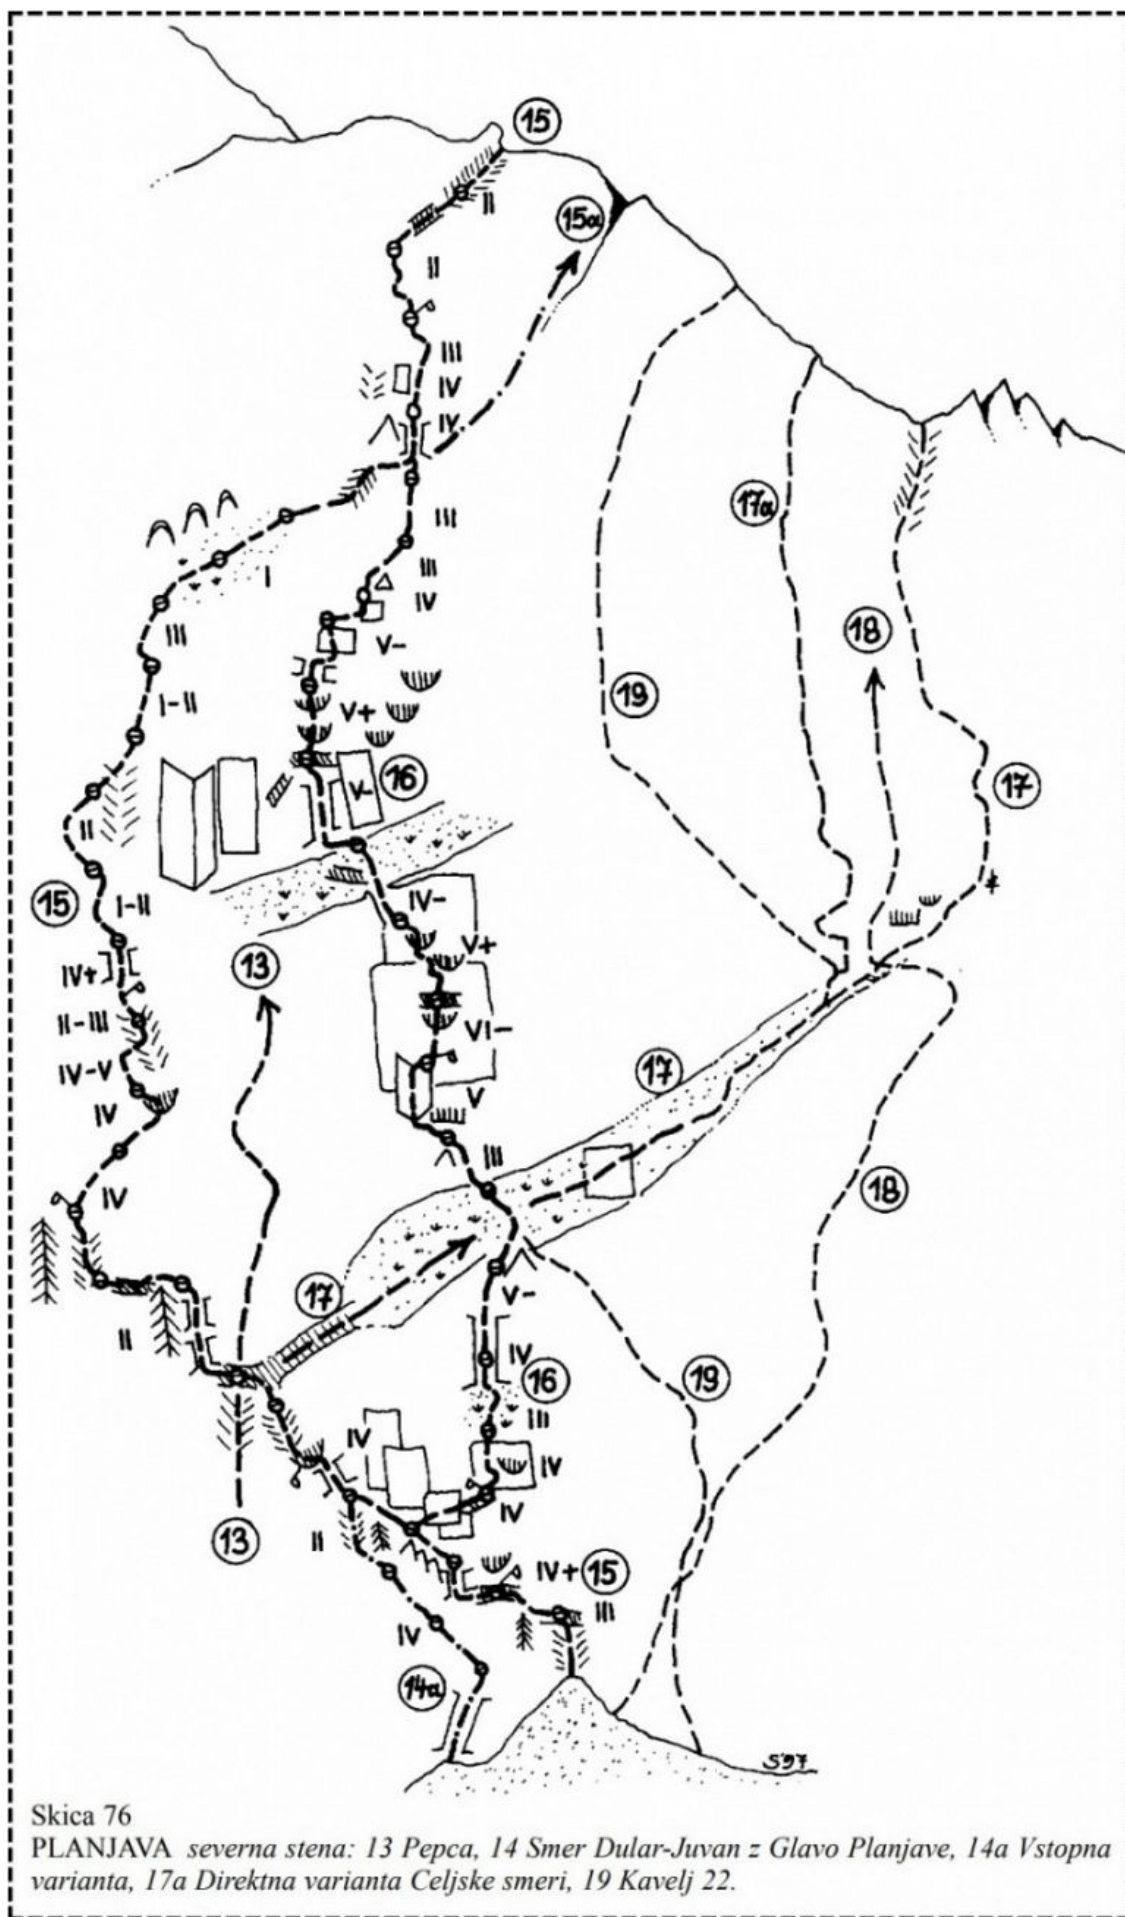 15
II
15a
II
III
IV
IV
III
17a
III
I
IV
18
III
V-
19
I-II
V+
16
17
V-
II
15
I-II
IV-
13
V+
IV+
II-III
VI-
IV-V
17
V
IV
III
IV
18
17
V-
II
IV
16
19
III
IV
IV
IV
13
II
IV+
15
III
IV
14a
S'97
Skica 76
PLANJAVA severna stena: 13 Pepca, 14 Smer Dular-Juvan z Glavo Planjave, 14a Vstopna
varianta, 17a Direktna varianta Celjske smeri, 19 Kavelj 22.